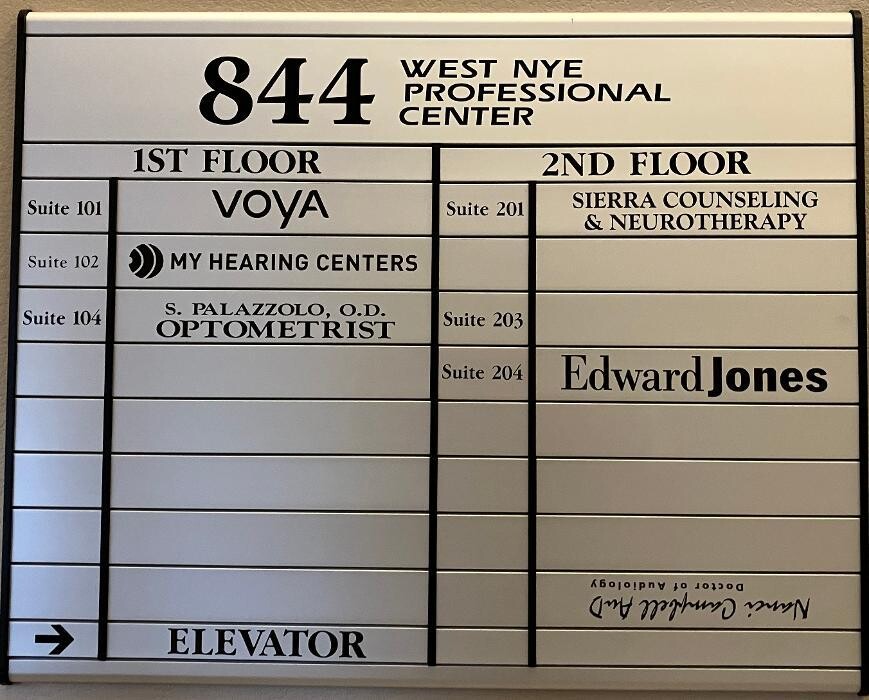 844 WEST NYE
PROFESSIONAL
CENTER
1ST FLOOR
Suite 101 VOYA
Suite 102 MY HEARING CENTERS
Suite 104 S. PALAZZOLO, O.D.
OPTOMETRIST
ELEVATOR
2ND FLOOR
Suite 201 SIERRA COUNSELING
& NEUROTHERAPY
Suite 203
Suite 204 Edward Jones
Nanci Campbell AuD
Doctor of Audiology